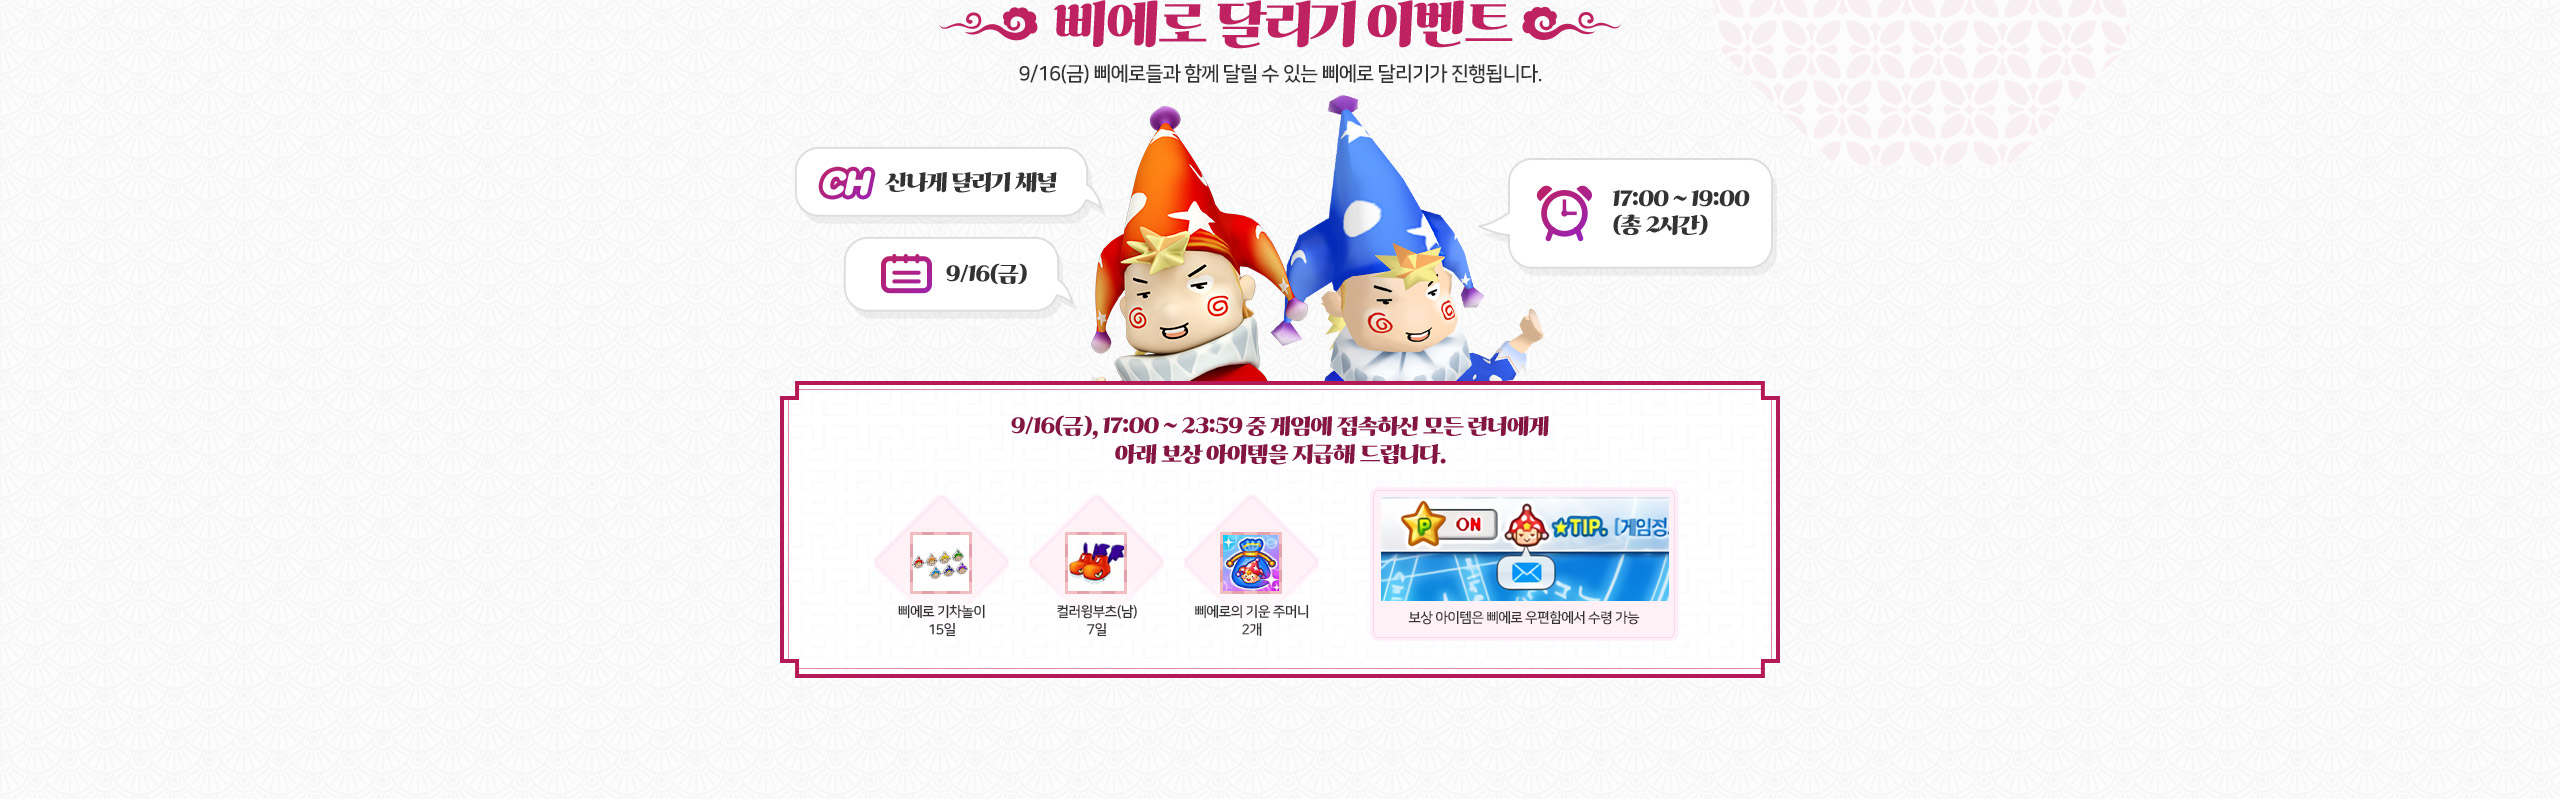 삐에로 달리기 이벤트
9/16(금) 삐에로들과 함께 달릴 수 있는 삐에로 달리기가 진행됩니다.
CH 신나게 달리기 채널
9/16(금)
17:00 ~ 19:00
(총 2시간)
9/16(금), 17:00 ~ 23:59 중 게임에 접속하신 모든 런너에게
아래 보상 아이템을 지급해 드립니다.
삐에로 기차놀이
15일
컬러윙부츠(남)
7일
삐에로의 기운 주머니
2개
P ON ★TIP. [게임정
보상 아이템은 삐에로 우편함에서 수령 가능